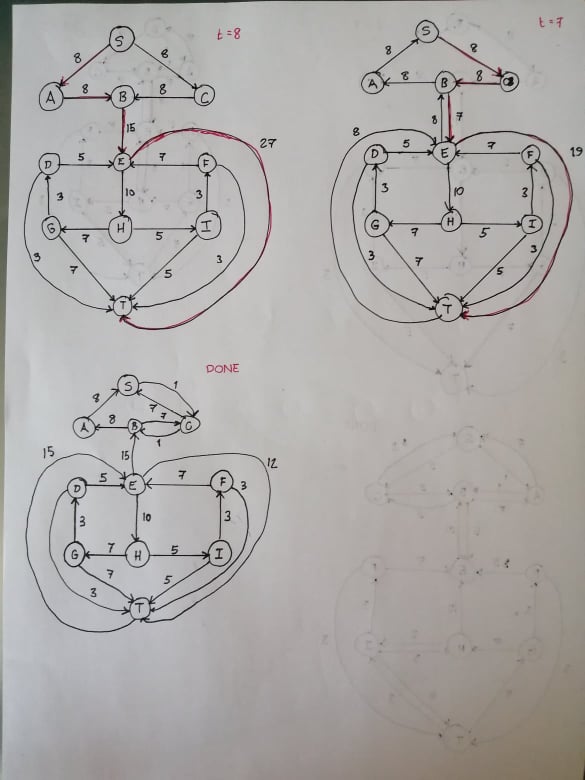 t = 8
S
8 8
A 8 B 8 C
15
27
D 5 E 7 F
3 10 3
G 7 H 5 I
3 7 5 3
T
t = 7
S
8 8
A 8 B 8
8 7
8
19
D 5 E 7 F
3 10 3
G 7 H 5 I
3 7 5 3
T
DONE
S 1
8 7
A 8 B 7 C
1
15
15 12
D 5 E 7 F 3
3 10 3
G 7 H 5 I
7 5
3
T